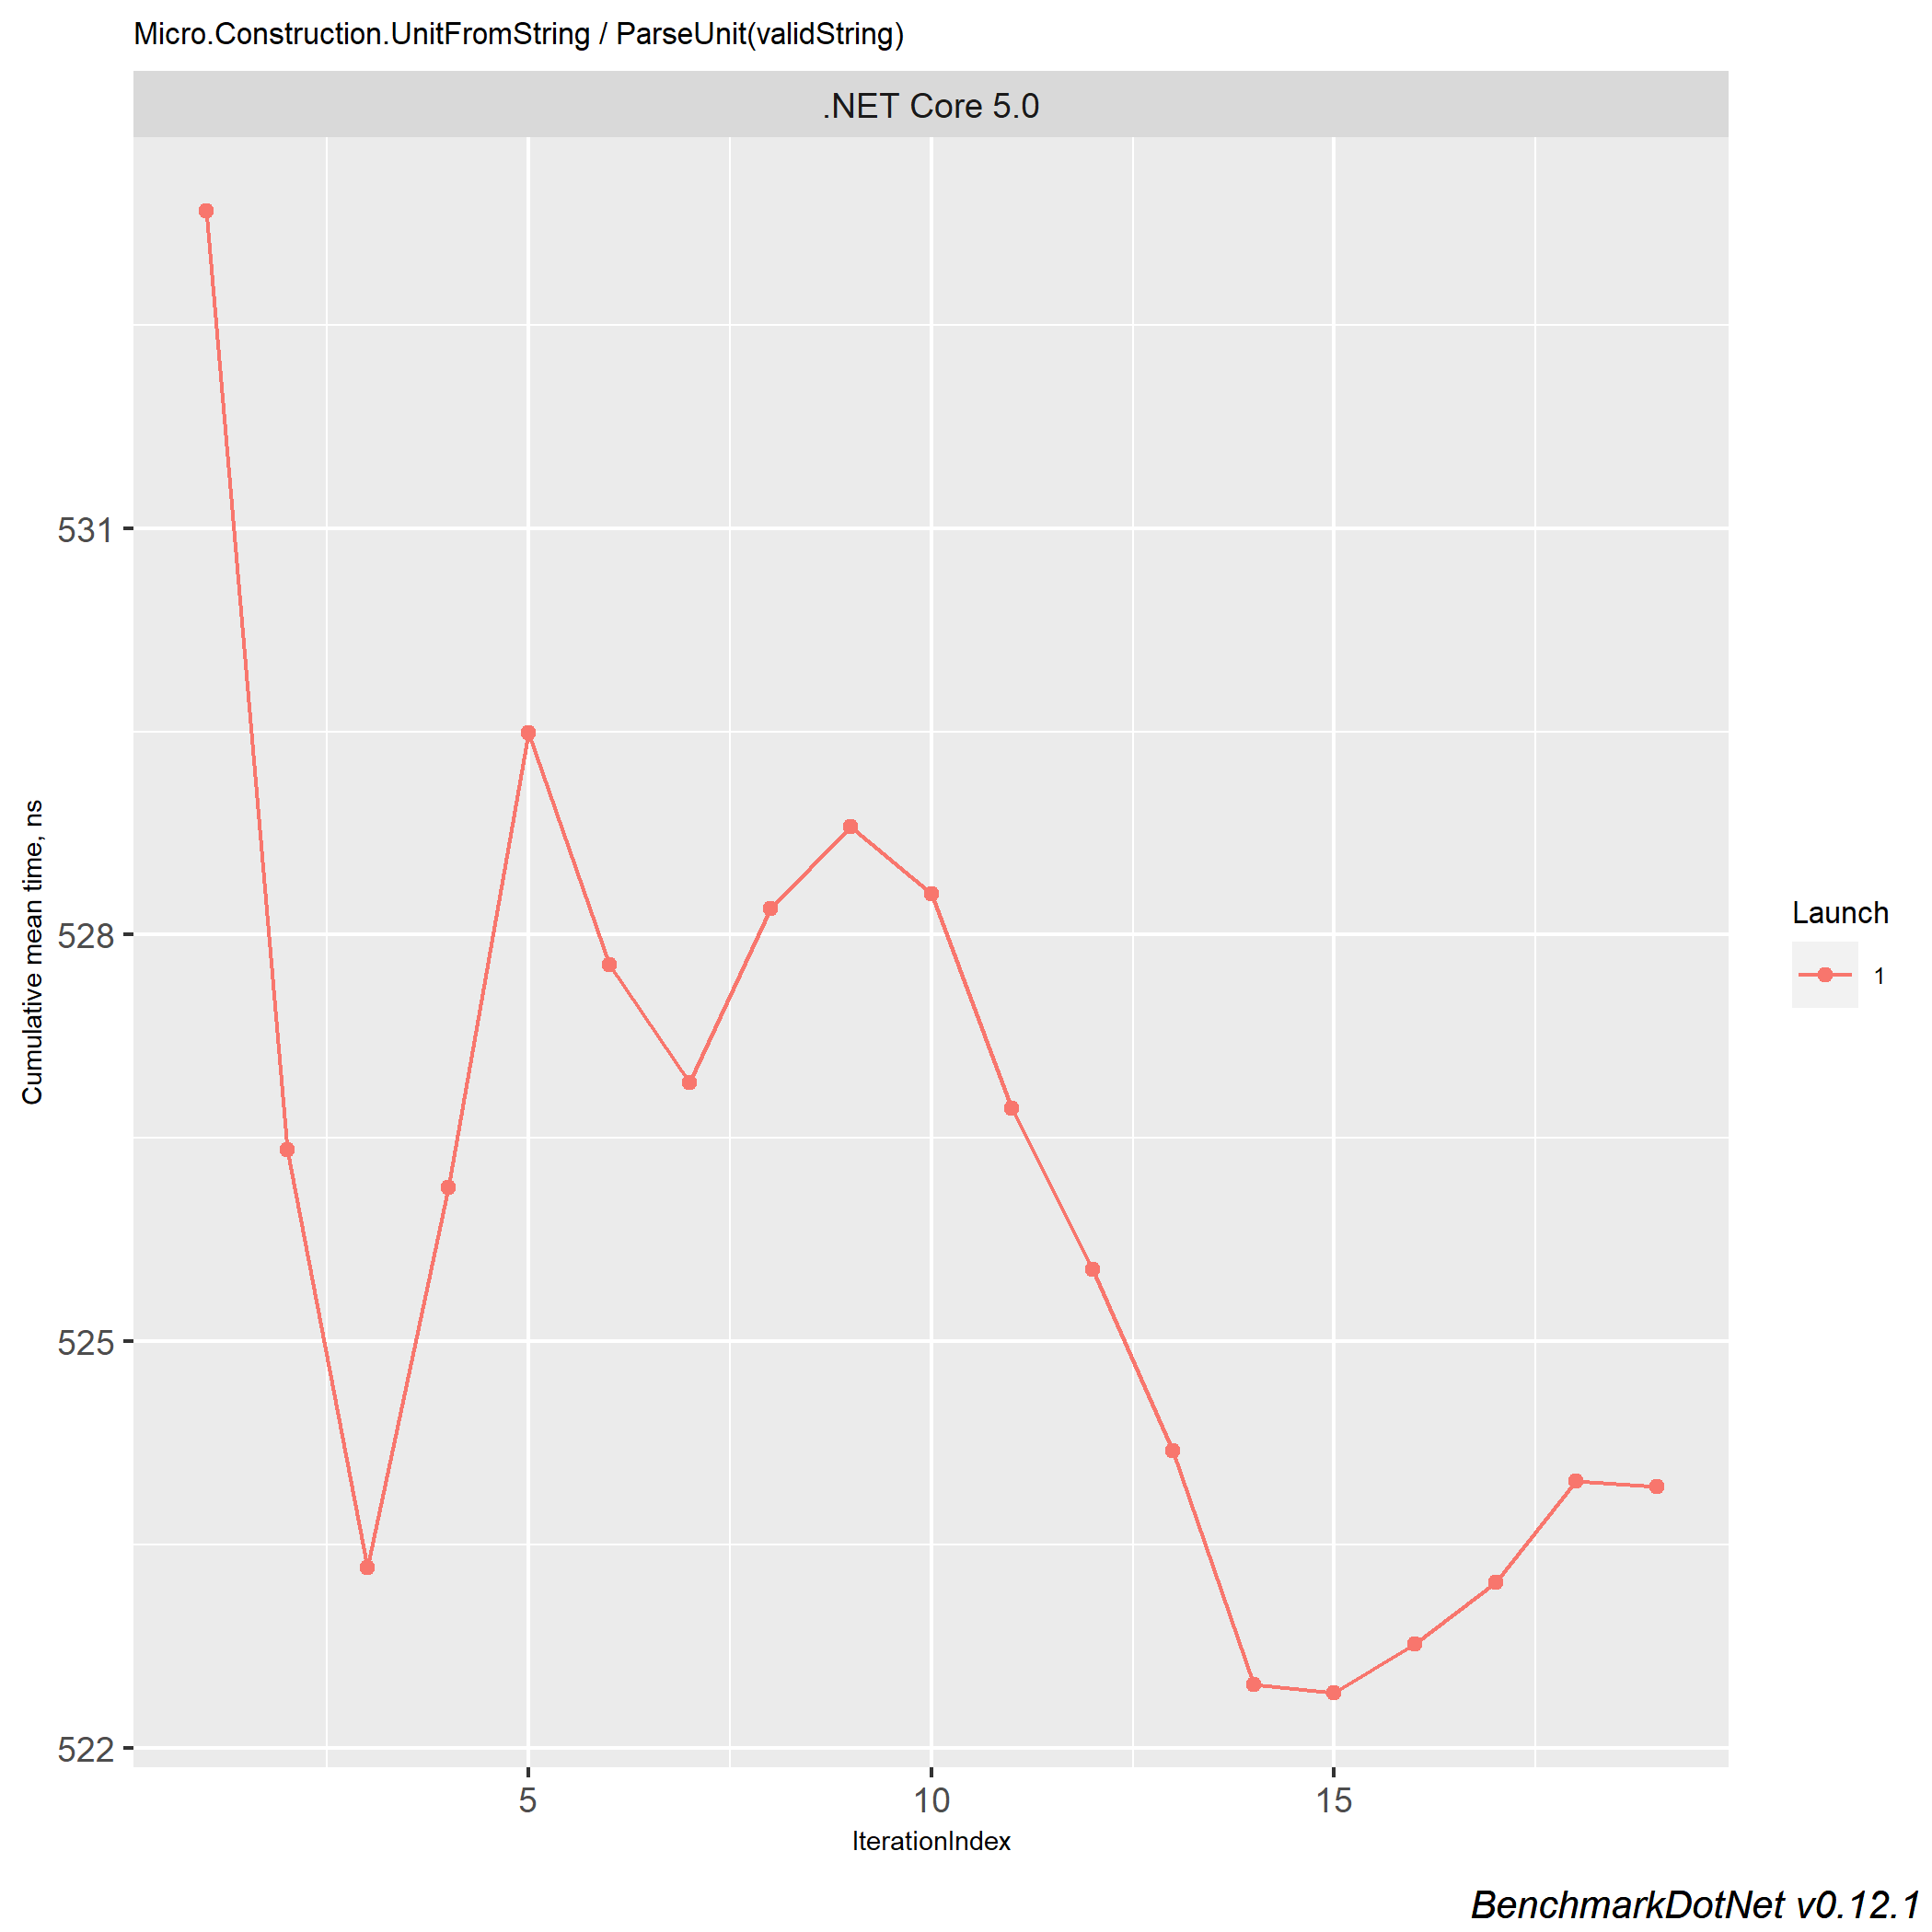 Micro.Construction.UnitFromString / ParseUnit(validString)
.NET Core 5.0
531
528
525
522
Cumulative mean time, ns
5
10
15
IterationIndex
Launch
1
BenchmarkDotNet v0.12.1